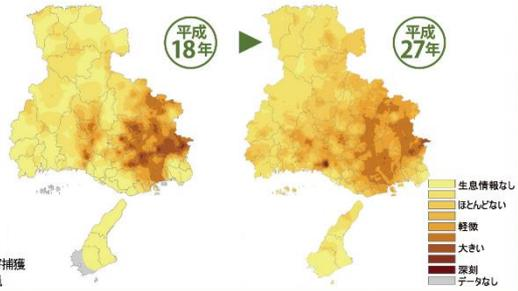 平成
18年
平成
27年
生息情報なし
ほとんどない
軽微
大きい
深刻
データなし
捕獲